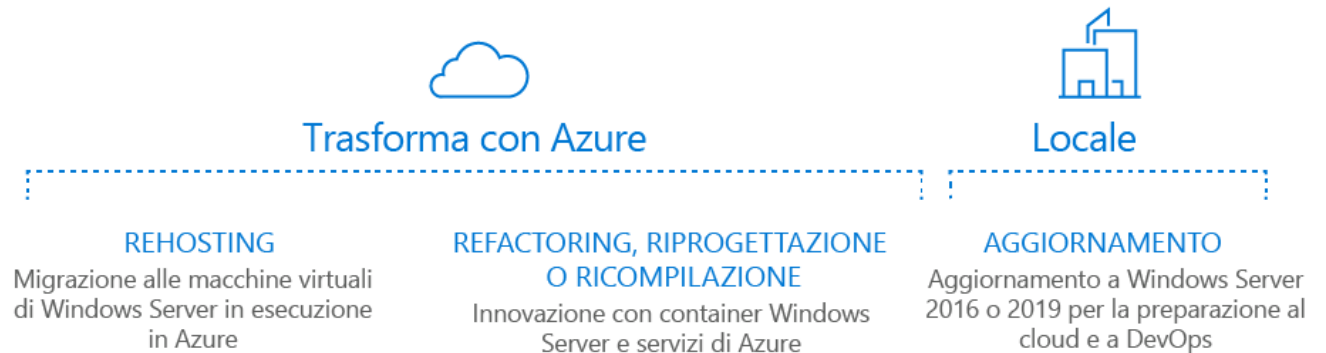 Trasforma con Azure
Locale
REHOSTING
Migrazione alle macchine virtuali
di Windows Server in esecuzione
in Azure
REFACTORING, RIPROGETTAZIONE
O RICOMPILAZIONE
Innovazione con container Windows
Server e servizi di Azure
AGGIORNAMENTO
Aggiornamento a Windows Server
2016 o 2019 per la preparazione al
cloud e a DevOps